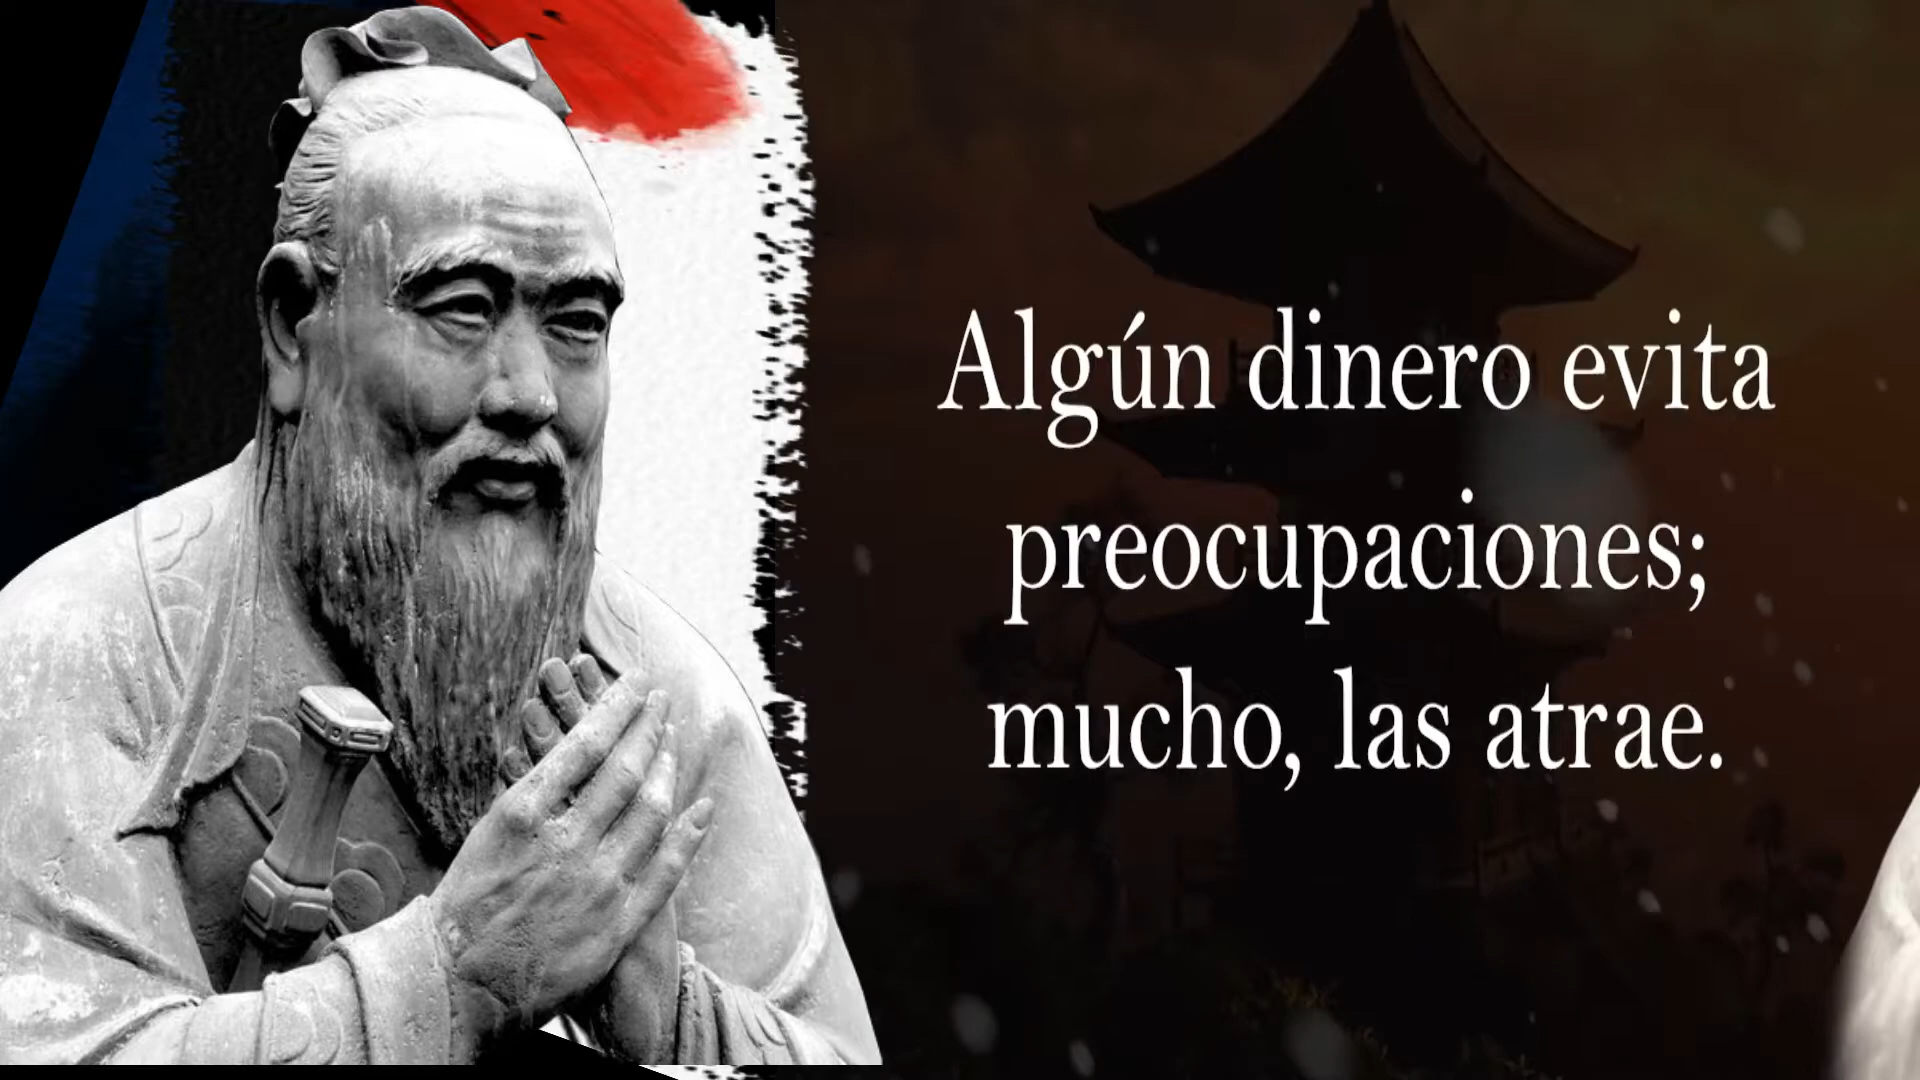 Algún dinero evita
preocupaciones;
mucho, las atrae.